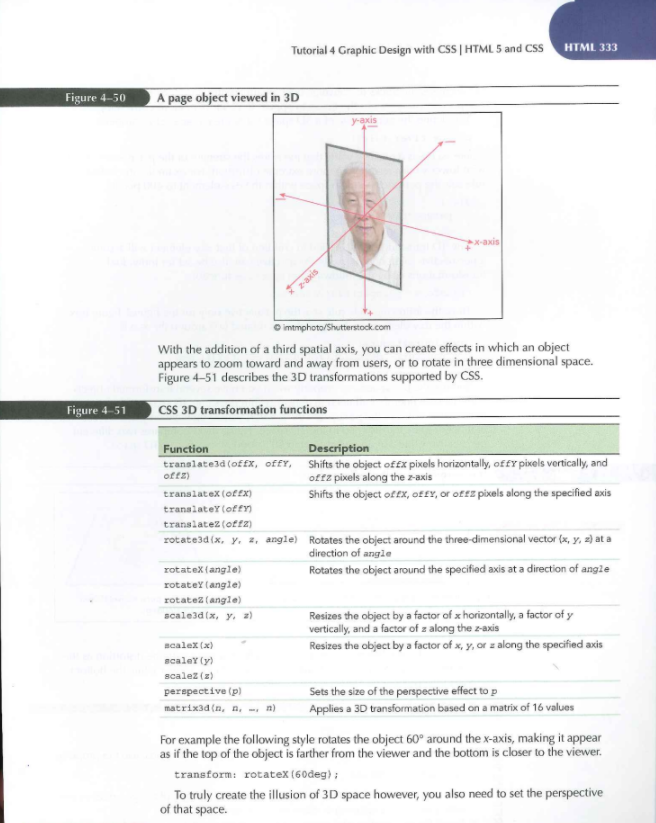 Tutorial 4 Graphic Design with CSS | HTML 5 and CSS HTML 333
Figure 4–50 A page object viewed in 3D
y-axis
–
–
–
x-axis
+
z-axis
+
+
© imtmphoto/Shutterstock.com
With the addition of a third spatial axis, you can create effects in which an object
appears to zoom toward and away from users, or to rotate in three dimensional space.
Figure 4–51 describes the 3D transformations supported by CSS.
Figure 4–51 CSS 3D transformation functions
Function Description
translate3d(offX, offY, Shifts the object offX pixels horizontally, offY pixels vertically, and
offZ) offZ pixels along the z-axis
translateX(offX) Shifts the object offX, offY, or offZ pixels along the specified axis
translateY(offY)
translateZ(offZ)
rotate3d(x, y, z, angle) Rotates the object around the three-dimensional vector (x, y, z) at a
direction of angle
rotateX(angle) Rotates the object around the specified axis at a direction of angle
rotateY(angle)
rotateZ(angle)
scale3d(x, y, z) Resizes the object by a factor of x horizontally, a factor of y
vertically, and a factor of z along the z-axis
scaleX(x) Resizes the object by a factor of x, y, or z along the specified axis
scaleY(y)
scaleZ(z)
perspective(p) Sets the size of the perspective effect to p
matrix3d(n, n, …, n) Applies a 3D transformation based on a matrix of 16 values
For example the following style rotates the object 60° around the x-axis, making it appear
as if the top of the object is farther from the viewer and the bottom is closer to the viewer.
transform: rotateX(60deg);
To truly create the illusion of 3D space however, you also need to set the perspective
of that space.